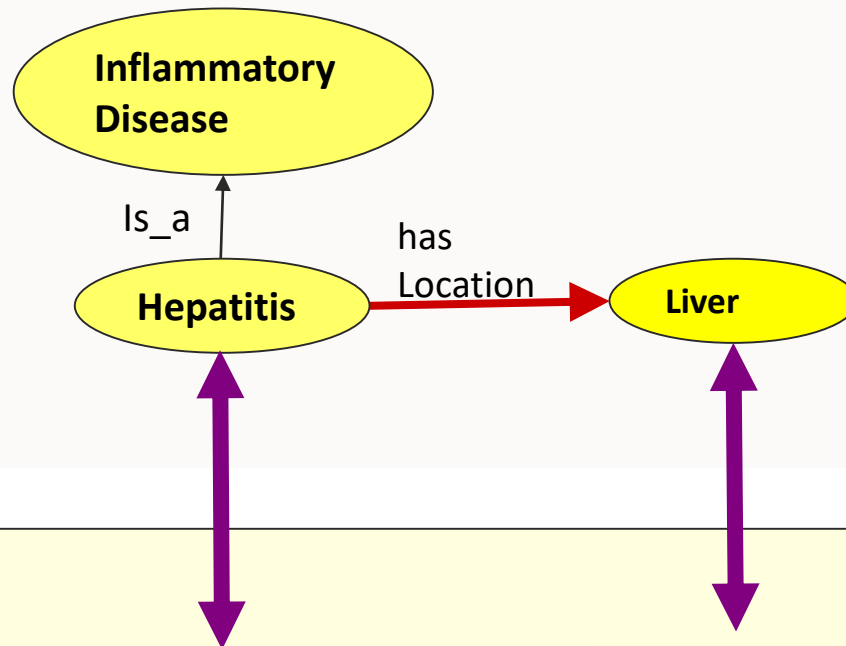 Inflammatory
Disease
Is_a
has
Location
Hepatitis
Liver